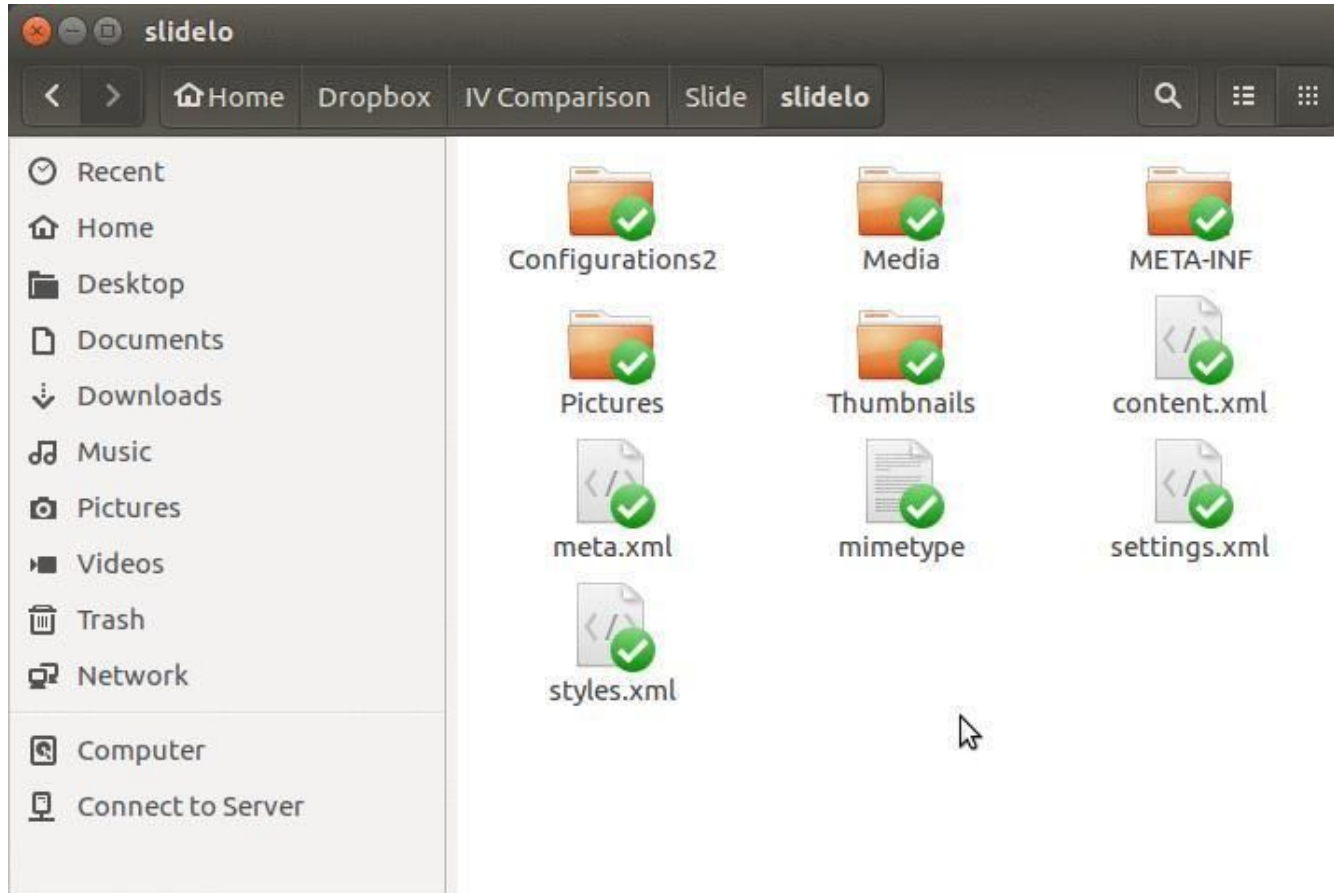 slidelo
Home Dropbox IV Comparison Slide slidelo
Recent
Home
Desktop
Documents
Downloads
Music
Pictures
Videos
Trash
Network
Computer
Connect to Server
Configurations2 Media META-INF
Pictures Thumbnails content.xml
meta.xml mimetype settings.xml
styles.xml